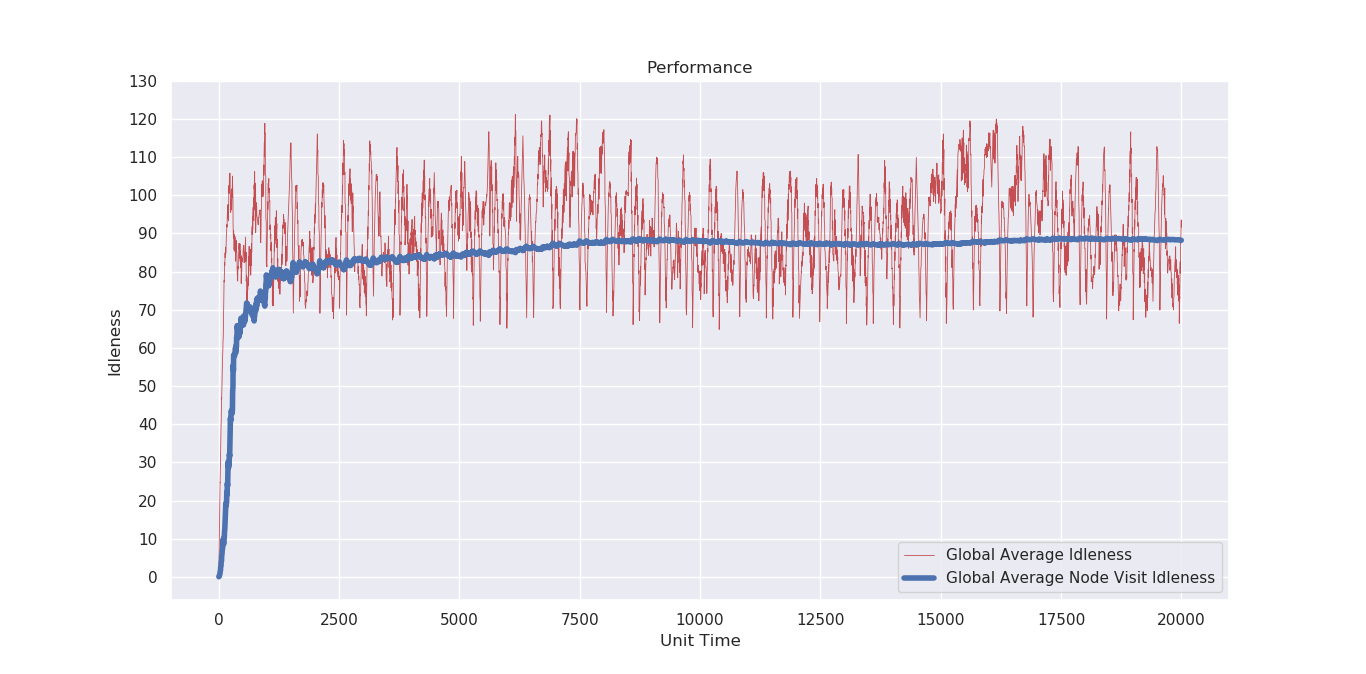 Performance
130
120
110
100
90
80
70
60
50
40
30
20
10
0
Idleness
0 2500 5000 7500 10000 12500 15000 17500 20000
Unit Time
Global Average Idleness
Global Average Node Visit Idleness